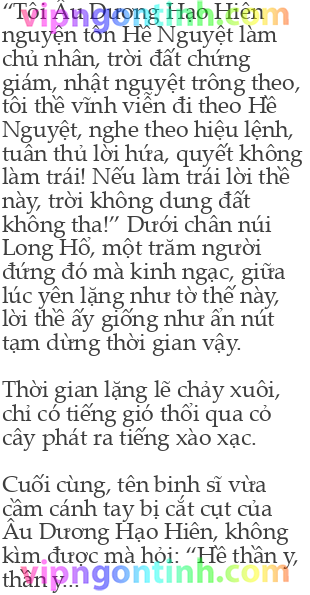 “Tôi Âu Dương Hạo Hiên
vipngontinh.com
nguyện tôn Hề Nguyệt làm
chủ nhân, trời đất chứng
giám, nhật nguyệt trông theo,
tôi thề vĩnh viễn đi theo Hề
Nguyệt, nghe theo hiệu lệnh,
tuân thủ lời hứa, quyết không
làm trái! Nếu làm trái lời thề
này, trời không dung đất
không tha!” Dưới chân núi
Long Hổ, một trăm người
đứng đó mà kinh ngạc, giữa
lúc yên lặng như tờ thế này,
lời thề ấy giống như ẩn nút
tạm dừng thời gian vậy.
Thời gian lặng lẽ chảy xuôi,
chỉ có tiếng gió thổi qua cỏ
cây phát ra tiếng xào xạc.
Cuối cùng, tên binh sĩ vừa
cầm cánh tay bị cắt cụt của
Âu Dương Hạo Hiên, không
kìm được mà hỏi: “Hề thần y,
thần y...
vipngontinh.com